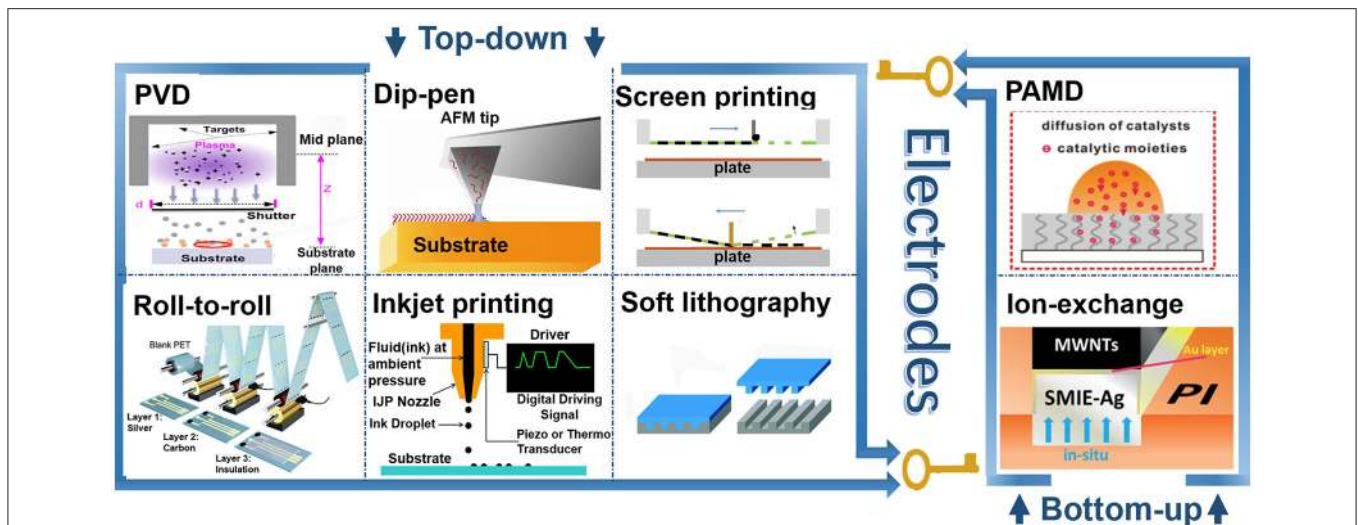 Top-down
PVD
Targets
Plasma
Mid plane
Z
d
Shutter
Substrate
Substrate
plane
Dip-pen
AFM tip
Substrate
Screen printing
plate
plate
Electrodes
PAMD
diffusion of catalysts
e catalytic moieties
Roll-to-roll
Blank PET
Layer 1:
Silver
Layer 2:
Carbon
Layer 3:
Insulation
Inkjet printing
Fluid(ink) at
ambient
pressure
Driver
IJP Nozzle
Digital Driving
Signal
Ink Droplet
Piezo or Thermo
Transducer
Substrate
Soft lithography
Ion-exchange
MWNTs
Au layer
SMIE-Ag
PI
in-situ
Bottom-up